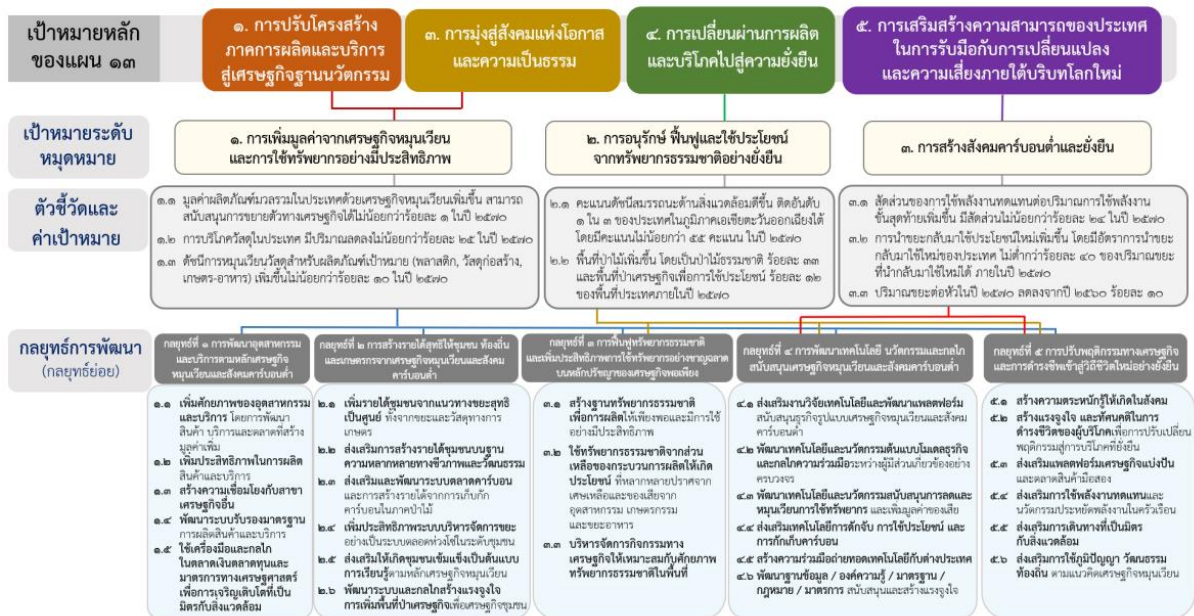 เป้าหมายหลัก
ของแผน ๑๓
๑. การปรับโครงสร้าง
ภาคการผลิตและบริการ
สู่เศรษฐกิจฐานนวัตกรรม
๓. การมุ่งสู่สังคมแห่งโอกาส
และความเป็นธรรม
๔. การเปลี่ยนผ่านการผลิต
และบริโภคไปสู่ความยั่งยืน
๕. การเสริมสร้างความสามารถของประเทศ
ในการรับมือกับการเปลี่ยนแปลง
และความเสี่ยงภายใต้บริบทโลกใหม่
เป้าหมายระดับ
หมุดหมาย
๑. การเพิ่มมูลค่าจากเศรษฐกิจหมุนเวียน
และการใช้ทรัพยากรอย่างมีประสิทธิภาพ
๒. การอนุรักษ์ ฟื้นฟูและใช้ประโยชน์
จากทรัพยากรธรรมชาติอย่างยั่งยืน
๓. การสร้างสังคมคาร์บอนต่ำและยั่งยืน
ตัวชี้วัดและ
ค่าเป้าหมาย
๑.๑ มูลค่าผลิตภัณฑ์มวลรวมในประเทศด้วยเศรษฐกิจหมุนเวียนเพิ่มขึ้น สามารถ
สนับสนุนการขยายตัวทางเศรษฐกิจได้ไม่น้อยกว่าร้อยละ ๑ ในปี ๒๕๗๐
๑.๒ การบริโภควัสดุในประเทศ มีปริมาณลดลงไม่น้อยกว่าร้อยละ ๒๕ ในปี ๒๕๗๐
๑.๓ ดัชนีการหมุนเวียนวัสดุสำหรับผลิตภัณฑ์เป้าหมาย (พลาสติก, วัสดุก่อสร้าง,
เกษตร-อาหาร) เพิ่มขึ้นไม่น้อยกว่าร้อยละ ๑๐ ในปี ๒๕๗๐
๒.๑ คะแนนดัชนีสมรรถนะด้านสิ่งแวดล้อมดีขึ้น ติดอันดับ
๑ ใน ๓ ของประเทศในภูมิภาคเอเชียตะวันออกเฉียงใต้
โดยมีคะแนนไม่น้อยกว่า ๕๕ คะแนน ในปี ๒๕๗๐
๒.๒ พื้นที่ป่าไม้เพิ่มขึ้น โดยเป็นป่าไม้ธรรมชาติ ร้อยละ ๓๓
และพื้นที่ป่าเศรษฐกิจเพื่อการใช้ประโยชน์ ร้อยละ ๑๒
ของพื้นที่ประเทศภายในปี ๒๕๗๐
๓.๑ สัดส่วนของการใช้พลังงานทดแทนต่อปริมาณการใช้พลังงาน
ขั้นสุดท้ายเพิ่มขึ้น มีสัดส่วนไม่น้อยกว่าร้อยละ ๒๔ ในปี ๒๕๗๐
๓.๒ การนำขยะกลับมาใช้ประโยชน์ใหม่เพิ่มขึ้น โดยมีอัตราการนำขยะ
กลับมาใช้ใหม่ของประเทศ ไม่ต่ำกว่าร้อยละ ๔๐ ของปริมาณขยะ
ที่นำกลับมาใช้ใหม่ได้ ภายในปี ๒๕๗๐
๓.๓ ปริมาณขยะต่อหัวในปี ๒๕๗๐ ลดลงจากปี ๒๕๖๐ ร้อยละ ๑๐
กลยุทธ์การพัฒนา
(กลยุทธ์ย่อย)
กลยุทธ์ที่ ๑ การพัฒนาอุตสาหกรรม
และบริการตามหลักเศรษฐกิจ
หมุนเวียนและสังคมคาร์บอนต่ำ
๑.๑ เพิ่มศักยภาพของอุตสาหกรรม
และบริการ โดยการพัฒนา
สินค้า บริการและตลาดที่สร้าง
มูลค่าเพิ่ม
๑.๒ เพิ่มประสิทธิภาพในการผลิต
สินค้าและบริการ
๑.๓ สร้างความเชื่อมโยงกับสาขา
เศรษฐกิจอื่น
๑.๔ พัฒนาระบบรับรองมาตรฐาน
การผลิตสินค้าและบริการ
๑.๕ ใช้เครื่องมือและกลไก
ในตลาดเงินตลาดทุนและ
มาตรการทางเศรษฐศาสตร์
เพื่อการเจริญเติบโตที่เป็น
มิตรกับสิ่งแวดล้อม
กลยุทธ์ที่ ๒ การสร้างรายได้สุทธิให้ชุมชน ท้องถิ่น
และเกษตรกรจากเศรษฐกิจหมุนเวียนและสังคม
คาร์บอนต่ำ
๒.๑ เพิ่มรายได้ชุมชนจากแนวทางขยะสุทธิ
เป็นศูนย์ ทั้งจากขยะและวัสดุทางการ
เกษตร
๒.๒ ส่งเสริมการสร้างรายได้ชุมชนบนฐาน
ความหลากหลายทางชีวภาพและวัฒนธรรม
๒.๓ ส่งเสริมและพัฒนาระบบตลาดคาร์บอน
และการสร้างรายได้จากการเก็บกัก
คาร์บอนในภาคป่าไม้
๒.๔ เพิ่มประสิทธิภาพระบบบริหารจัดการขยะ
อย่างเป็นระบบตลอดห่วงโซ่ในระดับชุมชน
๒.๕ ส่งเสริมให้เกิดชุมชนเข้มแข็งเป็นต้นแบบ
การเรียนรู้ตามหลักเศรษฐกิจหมุนเวียน
๒.๖ พัฒนาระบบและกลไกสร้างแรงจูงใจ
การเพิ่มพื้นที่ป่าเศรษฐกิจเพื่อเศรษฐกิจชุมชน
กลยุทธ์ที่ ๓ การฟื้นฟูทรัพยากรธรรมชาติ
และเพิ่มประสิทธิภาพการใช้ทรัพยากรอย่างชาญฉลาด
บนหลักปรัชญาของเศรษฐกิจพอเพียง
๓.๑ สร้างฐานทรัพยากรธรรมชาติ
เพื่อการผลิตให้เพียงพอและมีการใช้
อย่างมีประสิทธิภาพ
๓.๒ ใช้ทรัพยากรธรรมชาติจากส่วน
เหลือของกระบวนการผลิตให้เกิด
ประโยชน์ ที่หลากหลายปราศจาก
เศษเหลือและของเสียจาก
อุตสาหกรรม เกษตรกรรม
และขยะอาหาร
๓.๓ บริหารจัดการกิจกรรมทาง
เศรษฐกิจให้เหมาะสมกับศักยภาพ
ทรัพยากรธรรมชาติในพื้นที่
กลยุทธ์ที่ ๔ การพัฒนาเทคโนโลยี นวัตกรรมและกลไก
สนับสนุนเศรษฐกิจหมุนเวียนและสังคมคาร์บอนต่ำ
๔.๑ ส่งเสริมงานวิจัยเทคโนโลยีและพัฒนาแพลตฟอร์ม
สนับสนุนธุรกิจรูปแบบเศรษฐกิจหมุนเวียนและสังคม
คาร์บอนต่ำ
๔.๒ พัฒนาเทคโนโลยีและนวัตกรรมต้นแบบโมเดลธุรกิจ
และกลไกความร่วมมือระหว่างผู้มีส่วนเกี่ยวข้องอย่าง
ครบวงจร
๔.๓ พัฒนาเทคโนโลยีและนวัตกรรมสนับสนุนการลดและ
หมุนเวียนการใช้ทรัพยากร และเพิ่มมูลค่าของเสีย
๔.๔ ส่งเสริมเทคโนโลยีการดักจับ การใช้ประโยชน์ และ
การกักเก็บคาร์บอน
๔.๕ สร้างความร่วมมือถ่ายทอดเทคโนโลยีกับต่างประเทศ
๔.๖ พัฒนาฐานข้อมูล / องค์ความรู้ / มาตรฐาน /
กฎหมาย / มาตรการ สนับสนุนและสร้างแรงจูงใจ
กลยุทธ์ที่ ๕ การปรับพฤติกรรมทางเศรษฐกิจ
และการดำรงชีพเข้าสู่วิถีชีวิตใหม่อย่างยั่งยืน
๕.๑ สร้างความตระหนักรู้ให้เกิดในสังคม
๕.๒ สร้างแรงจูงใจ และทัศนคติในการ
ดำรงชีวิตของผู้บริโภคเพื่อการปรับเปลี่ยน
พฤติกรรมสู่การบริโภคที่ยั่งยืน
๕.๓ ส่งเสริมแพลตฟอร์มเศรษฐกิจแบ่งปัน
และตลาดสินค้ามือสอง
๕.๔ ส่งเสริมการใช้พลังงานทดแทนและ
นวัตกรรมประหยัดพลังงานในครัวเรือน
๕.๕ ส่งเสริมการเดินทางที่เป็นมิตร
กับสิ่งแวดล้อม
๕.๖ ส่งเสริมการใช้ภูมิปัญญา วัฒนธรรม
ท้องถิ่น ตามแนวคิดเศรษฐกิจหมุนเวียน